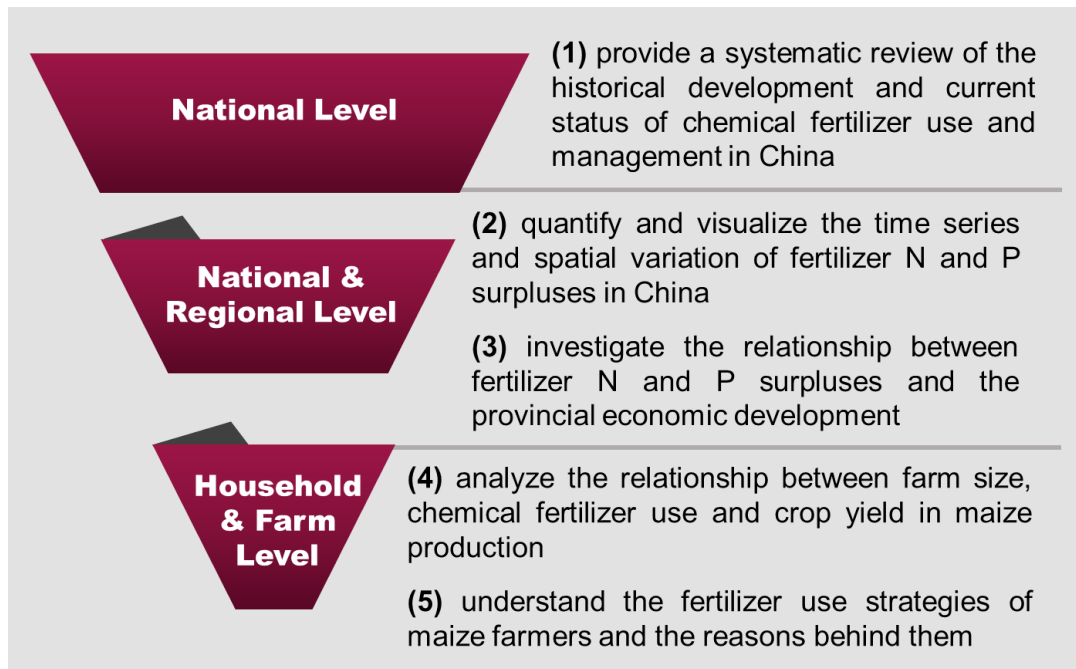 National Level
(1) provide a systematic review of the
historical development and current
status of chemical fertilizer use and
management in China
National &
Regional Level
(2) quantify and visualize the time series
and spatial variation of fertilizer N and P
surpluses in China
(3) investigate the relationship between
fertilizer N and P surpluses and the
provincial economic development
Household
& Farm
Level
(4) analyze the relationship between farm size,
chemical fertilizer use and crop yield in maize
production
(5) understand the fertilizer use strategies of
maize farmers and the reasons behind them